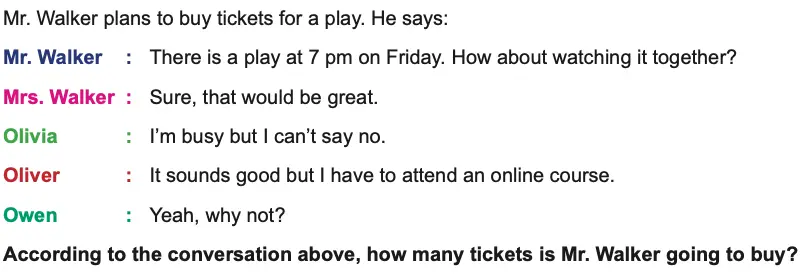 Mr. Walker plans to buy tickets for a play. He says:
Mr. Walker : There is a play at 7 pm on Friday. How about watching it together?
Mrs. Walker : Sure, that would be great.
Olivia : I’m busy but I can’t say no.
Oliver : It sounds good but I have to attend an online course.
Owen : Yeah, why not?
According to the conversation above, how many tickets is Mr. Walker going to buy?